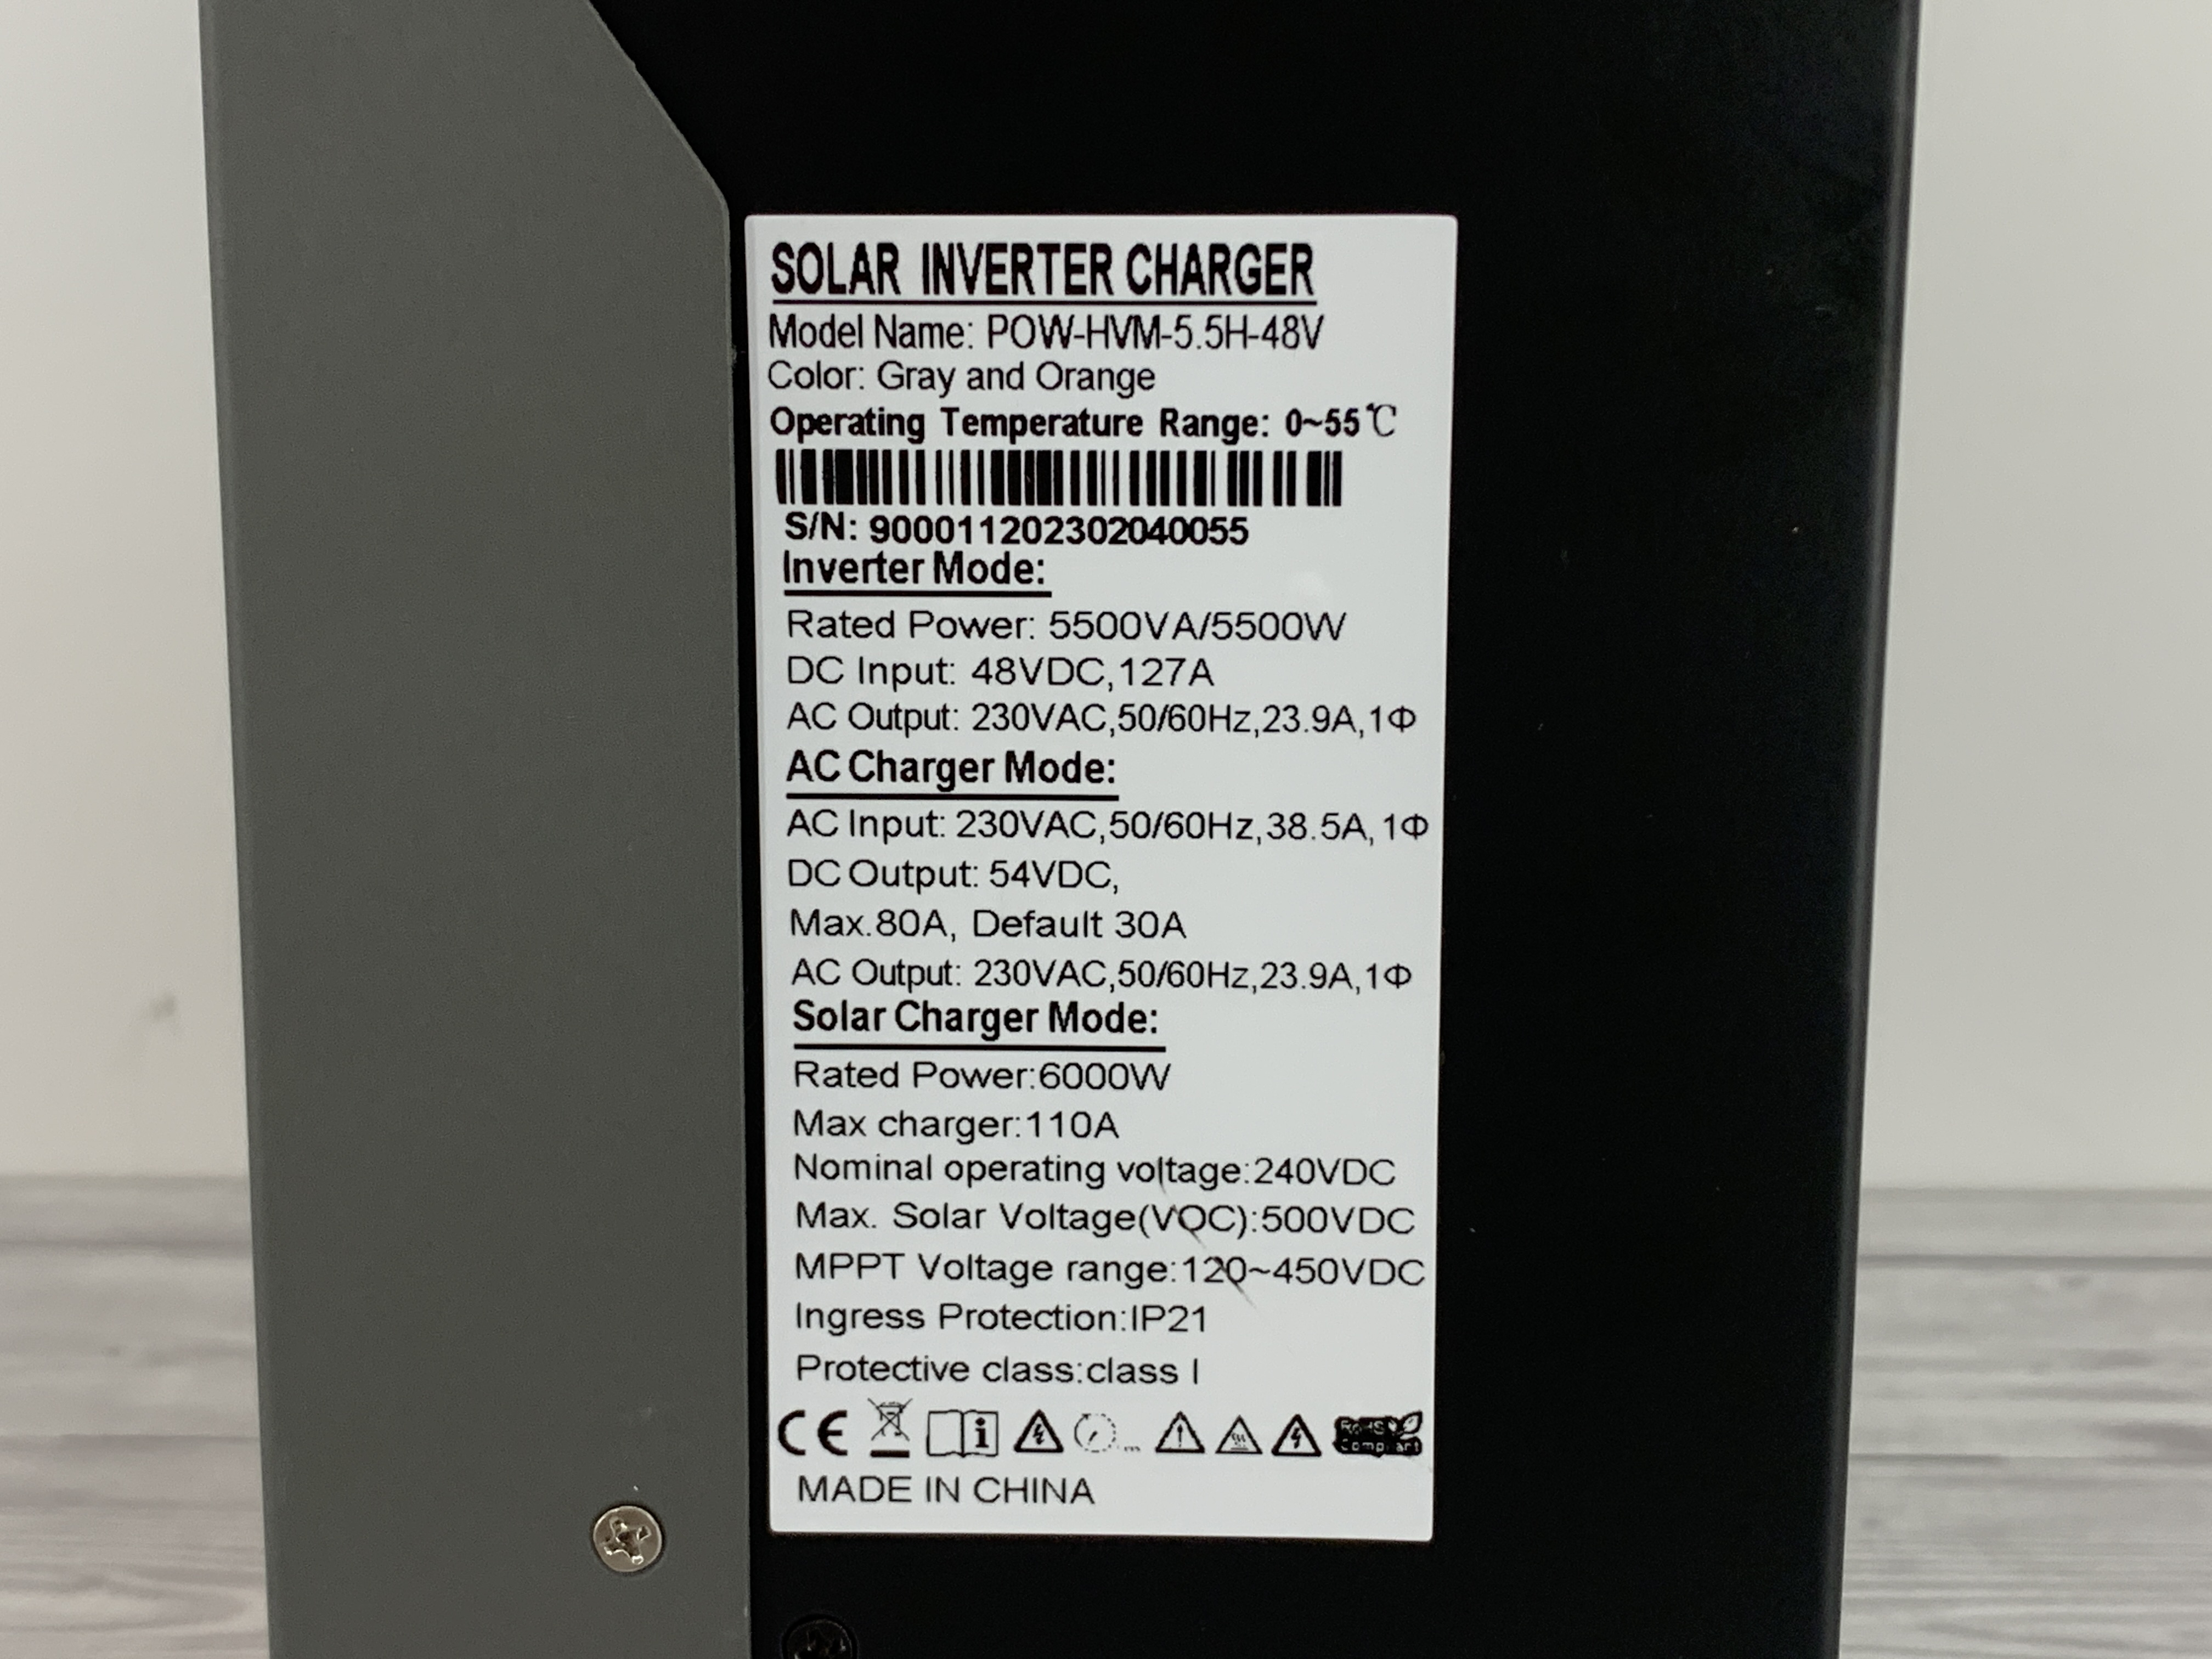 SOLAR INVERTER CHARGER
Model Name: POW-HVM-5.5H-48V
Color: Gray and Orange
Operating Temperature Range: 0~55℃
S/N: 900011202302040055
Inverter Mode:
Rated Power: 5500VA/5500W
DC Input: 48VDC,127A
AC Output: 230VAC,50/60Hz,23.9A,1Φ
AC Charger Mode:
AC Input: 230VAC,50/60Hz,38.5A,1Φ
DC Output: 54VDC,
Max.80A, Default 30A
AC Output: 230VAC,50/60Hz,23.9A,1Φ
Solar Charger Mode:
Rated Power:6000W
Max charger:110A
Nominal operating voltage:240VDC
Max. Solar Voltage(VOC):500VDC
MPPT Voltage range:120~450VDC
Ingress Protection:IP21
Protective class:class I
CE
RoHS
MADE IN CHINA